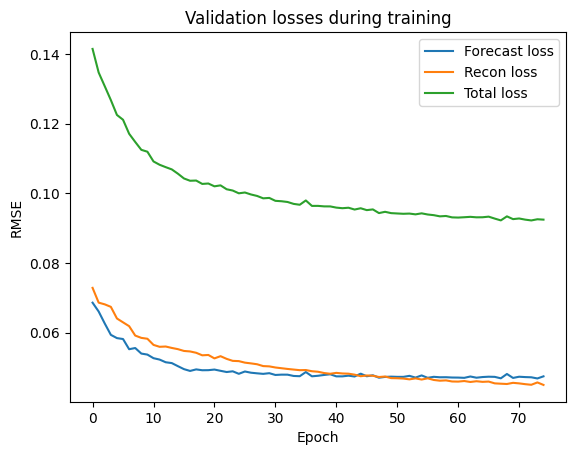 Validation losses during training
Forecast loss
Recon loss
Total loss
RMSE
0.14
0.12
0.10
0.08
0.06
0 10 20 30 40 50 60 70
Epoch